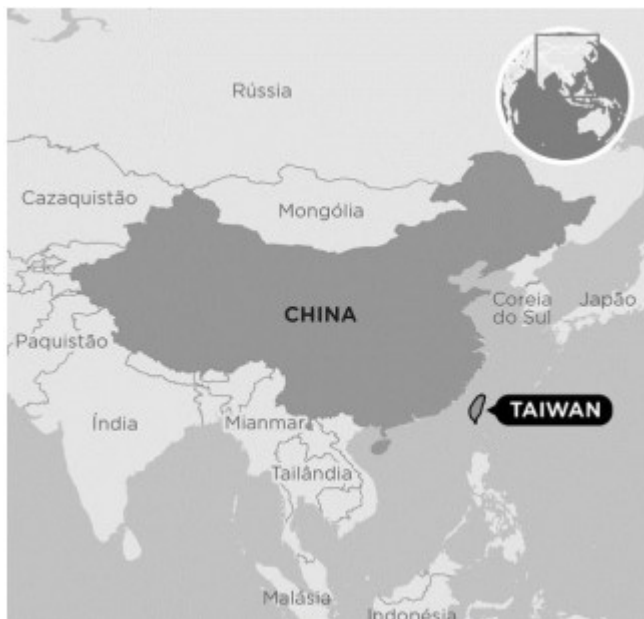 Rússia
Cazaquistão
Mongólia
CHINA
Coreia
do Sul
Japão
Paquistão
TAIWAN
Índia
Mianmar
Tailândia
Malásia
Indonésia